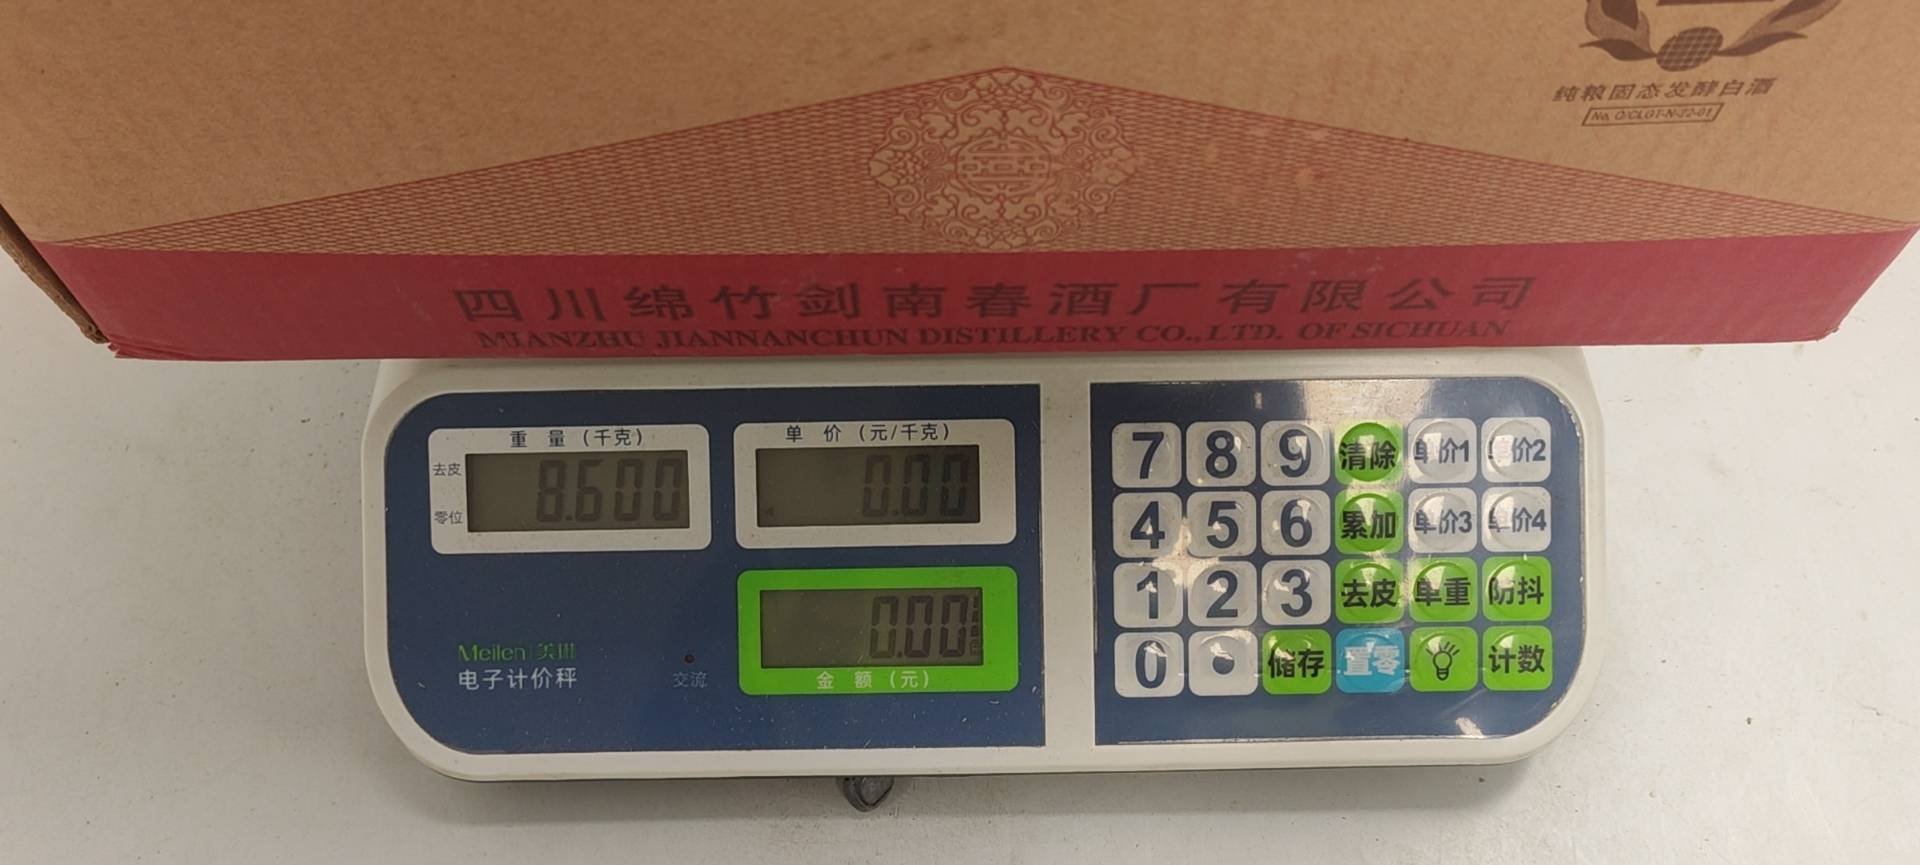 纯粮固态发酵白酒
No. Q/CLGT-N-22-01
四川绵竹剑南春酒厂有限公司
MIANZHU JIANNANCHUN DISTILLERY CO.,LTD. OF SICHUAN
重 量 (千克)
去皮
零位
8.600
单 价 (元/千克)
0.00
0.00
金 额 (元)
Meilen 美琳
电子计价秤
交流
7 8 9 清除 单价1 单价2
4 5 6 累加 单价3 单价4
1 2 3 去皮 单重 防抖
0 . 储存 置零 计数